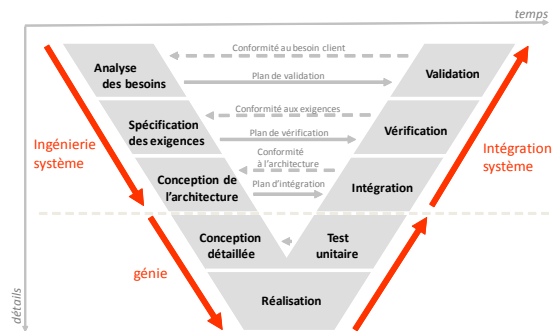 temps
Conformité au besoin client
Analyse
des besoins
Plan de validation
Validation
Conformité aux exigences
Spécification
des exigences
Plan de vérification
Vérification
Ingénierie
système
Conformité
à l'architecture
Intégration
système
Conception de
l'architecture
Plan d'intégration
Intégration
Conception
détaillée
Test
unitaire
génie
Réalisation
détails